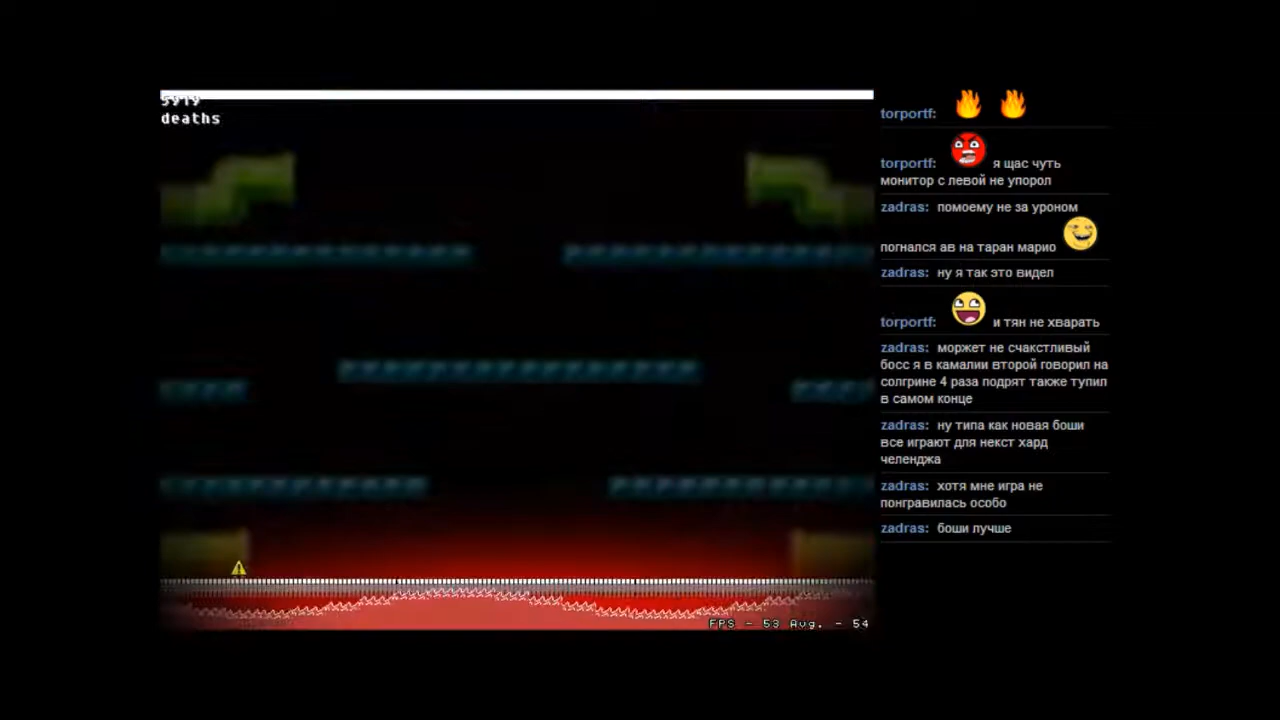 5919
deaths
torportf:
torportf: я щас чуть
монитор с левой не упорол
zadras: помоему не за уроном
погнался ав на таран марио
zadras: ну я так это видел
torportf: и тян не хварать
zadras: моржет не счакстливый
босс я в камалии второй говорил на
солгрине 4 раза подрят также тупил
в самом конце
zadras: ну типа как новая боши
все играют для некст хард
челенджа
zadras: хотя мне игра не
понгравилась особо
zadras: боши лучше
FPS - 53 Avg. - 54